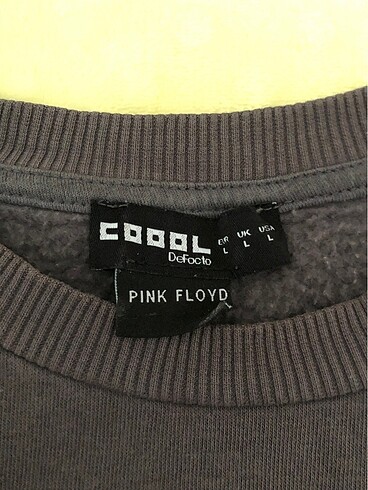 COOOL
DeFacto
BR UK USA
L L L
PINK FLOYD